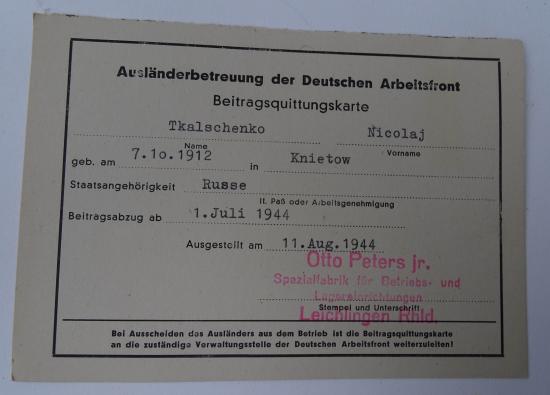 Ausländerbetreuung der Deutschen Arbeitsfront
Beitragsquittungskarte
Tkalschenko Nicolaj
Name Vorname
geb. am 7.1o.1912 in Knietow
Staatsangehörigkeit Russe
lt. Paß oder Arbeitsgenehmigung
Beitragsabzug ab 1.Juli 1944
Ausgestellt am 11.Aug.1944
Otto Peters jr.
Spezialfabrik für Betriebs- und
Lagereinrichtungen
Stempel und Unterschrift
Leichlingen Rhld.
Bei Ausscheiden des Ausländers aus dem Betrieb ist die Beitragsquittungskarte
an die zuständige Verwaltungsstelle der Deutschen Arbeitsfront weiterzuleiten!